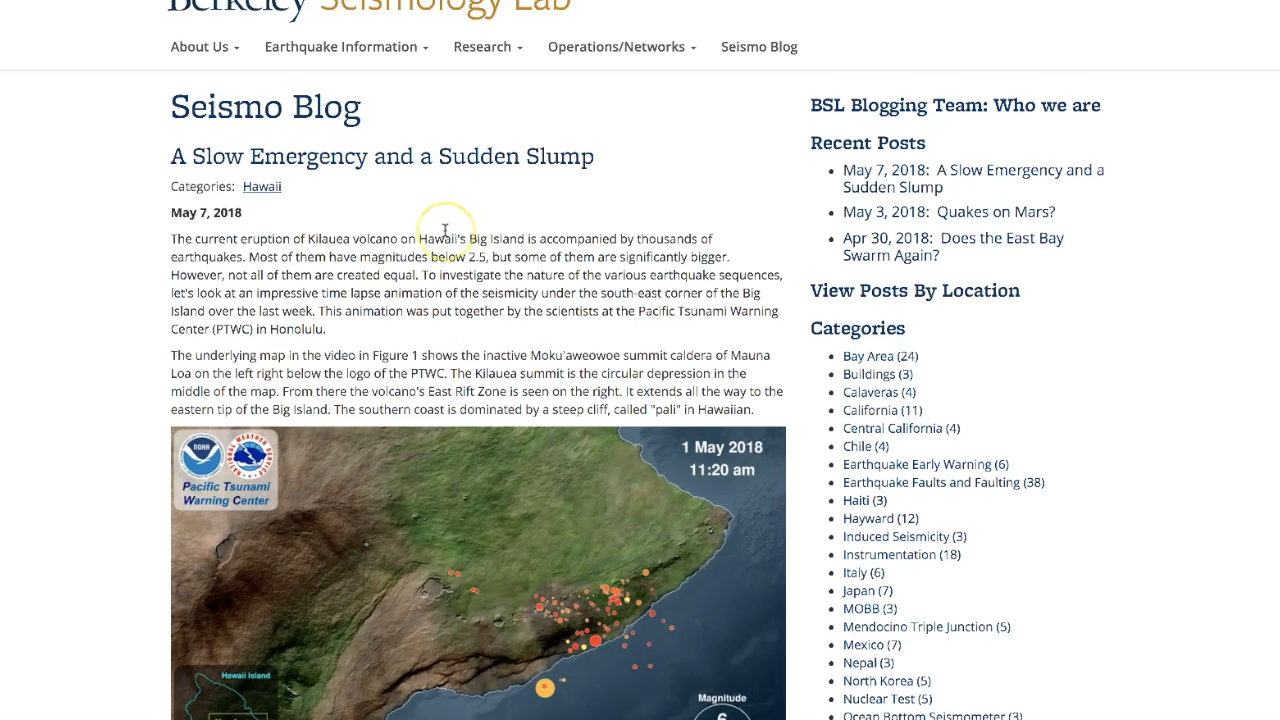 Berkeley Seismology Lab
About Us
Earthquake Information
Research
Operations/Networks
Seismo Blog
Seismo Blog
A Slow Emergency and a Sudden Slump
Categories: Hawaii
May 7, 2018
The current eruption of Kilauea volcano on Hawaii's Big Island is accompanied by thousands of
earthquakes. Most of them have magnitudes below 2.5, but some of them are significantly bigger.
However, not all of them are created equal. To investigate the nature of the various earthquake sequences,
let's look at an impressive time lapse animation of the seismicity under the south-east corner of the Big
Island over the last week. This animation was put together by the scientists at the Pacific Tsunami Warning
Center (PTWC) in Honolulu.
The underlying map in the video in Figure 1 shows the inactive Moku'aweowoe summit caldera of Mauna
Loa on the left right below the logo of the PTWC. The Kilauea summit is the circular depression in the
middle of the map. From there the volcano's East Rift Zone is seen on the right. It extends all the way to the
eastern tip of the Big Island. The southern coast is dominated by a steep cliff, called "pali" in Hawaiian.
NOAA
Pacific Tsunami
Warning Center
1 May 2018
11:20 am
Hawaii Island
Magnitude
6
BSL Blogging Team: Who we are
Recent Posts
May 7, 2018: A Slow Emergency and a
Sudden Slump
May 3, 2018: Quakes on Mars?
Apr 30, 2018: Does the East Bay
Swarm Again?
View Posts By Location
Categories
Bay Area (24)
Buildings (3)
Calaveras (4)
California (11)
Central California (4)
Chile (4)
Earthquake Early Warning (6)
Earthquake Faults and Faulting (38)
Haiti (3)
Hayward (12)
Induced Seismicity (3)
Instrumentation (18)
Italy (6)
Japan (7)
MOBB (3)
Mendocino Triple Junction (5)
Mexico (7)
Nepal (3)
North Korea (5)
Nuclear Test (5)
Ocean Bottom Seismometer (3)